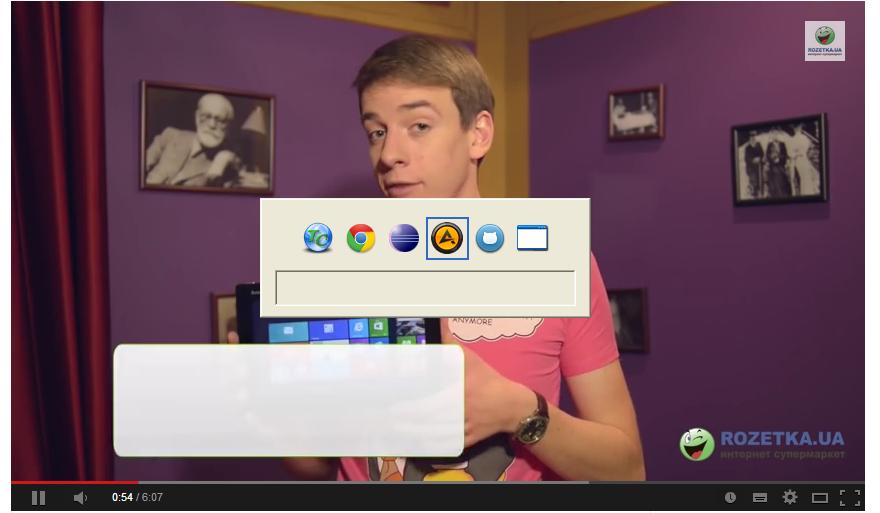 ROZETKA.UA
интернет супермаркет
ANYMORE
ROZETKA.UA
интернет супермаркет
0:54 / 6:07